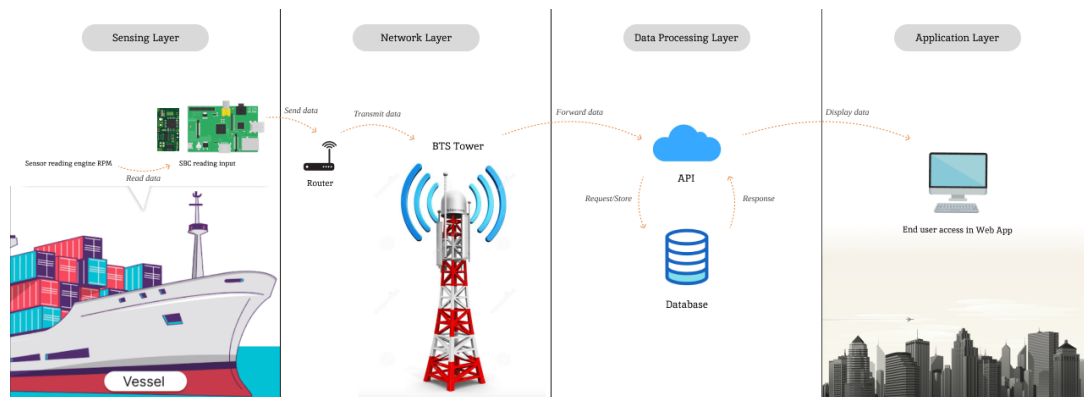 Sensing Layer
Network Layer
Data Processing Layer
Application Layer
Send data
Transmit data
Forward data
Display data
Sensor reading engine RPM
SBC reading input
Read data
Router
BTS Tower
API
Request/Store
Response
Database
End user access in Web App
Vessel